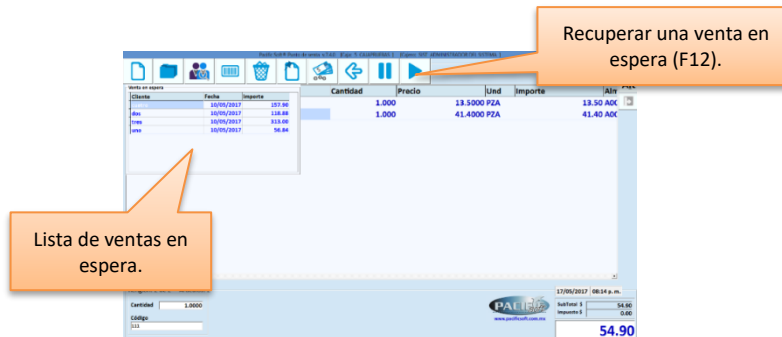 Recuperar una venta en
espera (F12).
Venta en espera
Cliente Fecha Importe
10/05/2017 157.90
dos 10/05/2017 118.88
tres 10/05/2017 313.00
uno 10/05/2017 56.84
Cantidad Precio Und Importe
1.000 13.5000 PZA 13.50
1.000 41.4000 PZA 41.40
Lista de ventas en
espera.
Cantidad 1.0000
Código
111
17/05/2017 08:14 p. m.
SubTotal $ 54.90
Impuesto $ 0.00
54.90
www.pacificsoft.com.mx